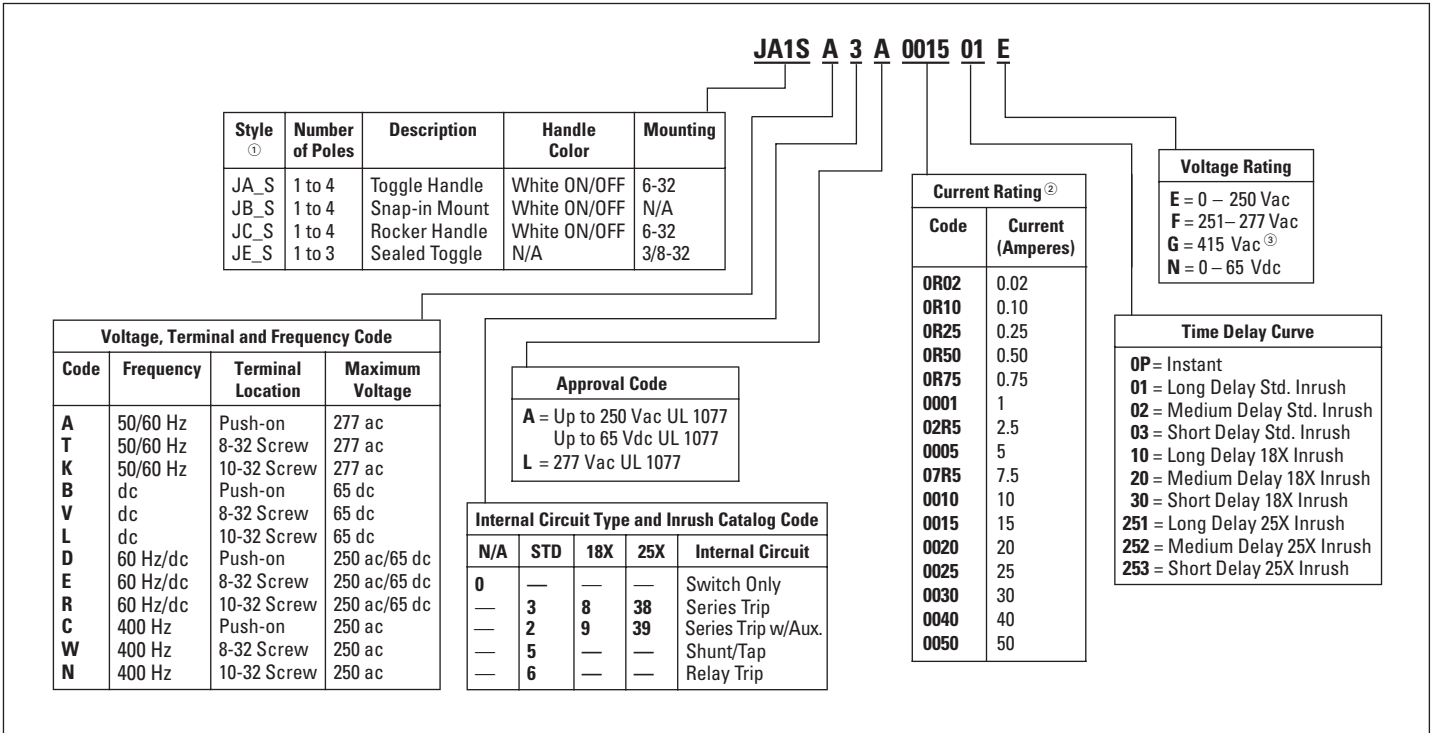 JA1S A 3 A 0015 01 E
Style ① Number of Poles Description Handle Color Mounting
JA_S 1 to 4 Toggle Handle White ON/OFF 6-32
JB_S 1 to 4 Snap-in Mount White ON/OFF N/A
JC_S 1 to 4 Rocker Handle White ON/OFF 6-32
JE_S 1 to 3 Sealed Toggle N/A 3/8-32
Voltage, Terminal and Frequency Code
Code Frequency Terminal Location Maximum Voltage
A 50/60 Hz Push-on 277 ac
T 50/60 Hz 8-32 Screw 277 ac
K 50/60 Hz 10-32 Screw 277 ac
B dc Push-on 65 dc
V dc 8-32 Screw 65 dc
L dc 10-32 Screw 65 dc
D 60 Hz/dc Push-on 250 ac/65 dc
E 60 Hz/dc 8-32 Screw 250 ac/65 dc
R 60 Hz/dc 10-32 Screw 250 ac/65 dc
C 400 Hz Push-on 250 ac
W 400 Hz 8-32 Screw 250 ac
N 400 Hz 10-32 Screw 250 ac
Approval Code
A = Up to 250 Vac UL 1077
Up to 65 Vdc UL 1077
L = 277 Vac UL 1077
Internal Circuit Type and Inrush Catalog Code
N/A STD 18X 25X Internal Circuit
0 — — — Switch Only
— 3 8 38 Series Trip
— 2 9 39 Series Trip w/Aux.
— 5 — — Shunt/Tap
— 6 — — Relay Trip
Current Rating ②
Code Current (Amperes)
0R02 0.02
0R10 0.10
0R25 0.25
0R50 0.50
0R75 0.75
0001 1
02R5 2.5
0005 5
07R5 7.5
0010 10
0015 15
0020 20
0025 25
0030 30
0040 40
0050 50
Voltage Rating
E = 0 – 250 Vac
F = 251– 277 Vac
G = 415 Vac ③
N = 0 – 65 Vdc
Time Delay Curve
0P = Instant
01 = Long Delay Std. Inrush
02 = Medium Delay Std. Inrush
03 = Short Delay Std. Inrush
10 = Long Delay 18X Inrush
20 = Medium Delay 18X Inrush
30 = Short Delay 18X Inrush
251 = Long Delay 25X Inrush
252 = Medium Delay 25X Inrush
253 = Short Delay 25X Inrush